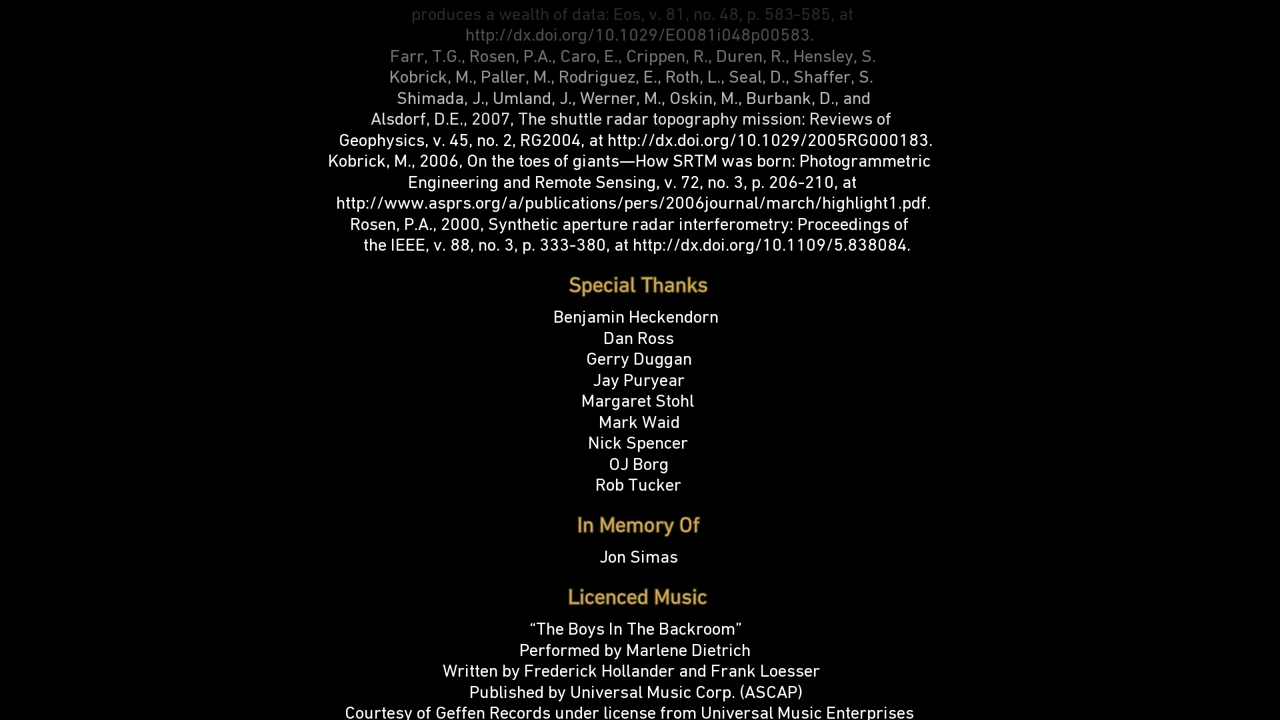 produces a wealth of data: Eos, v. 81, no. 48, p. 583-585, at
http://dx.doi.org/10.1029/EO081i048p00583.
Farr, T.G., Rosen, P.A., Caro, E., Crippen, R., Duren, R., Hensley, S.
Kobrick, M., Paller, M., Rodriguez, E., Roth, L., Seal, D., Shaffer, S.
Shimada, J., Umland, J., Werner, M., Oskin, M., Burbank, D., and
Alsdorf, D.E., 2007, The shuttle radar topography mission: Reviews of
Geophysics, v. 45, no. 2, RG2004, at http://dx.doi.org/10.1029/2005RG000183.
Kobrick, M., 2006, On the toes of giants—How SRTM was born: Photogrammetric
Engineering and Remote Sensing, v. 72, no. 3, p. 206-210, at
http://www.asprs.org/a/publications/pers/2006journal/march/highlight1.pdf.
Rosen, P.A., 2000, Synthetic aperture radar interferometry: Proceedings of
the IEEE, v. 88, no. 3, p. 333-380, at http://dx.doi.org/10.1109/5.838084.
Special Thanks
Benjamin Heckendorn
Dan Ross
Gerry Duggan
Jay Puryear
Margaret Stohl
Mark Waid
Nick Spencer
OJ Borg
Rob Tucker
In Memory Of
Jon Simas
Licenced Music
“The Boys In The Backroom”
Performed by Marlene Dietrich
Written by Frederick Hollander and Frank Loesser
Published by Universal Music Corp. (ASCAP)
Courtesy of Geffen Records under license from Universal Music Enterprises